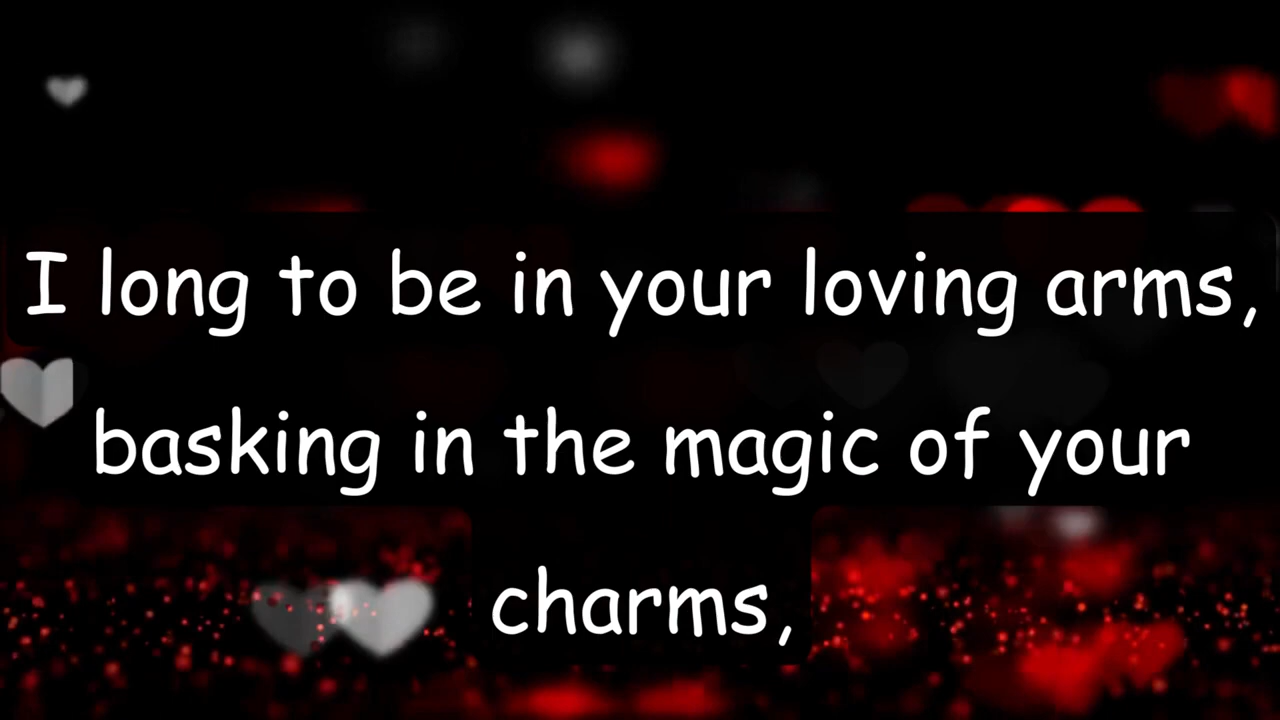 I long to be in your loving arms,
basking in the magic of your
charms,